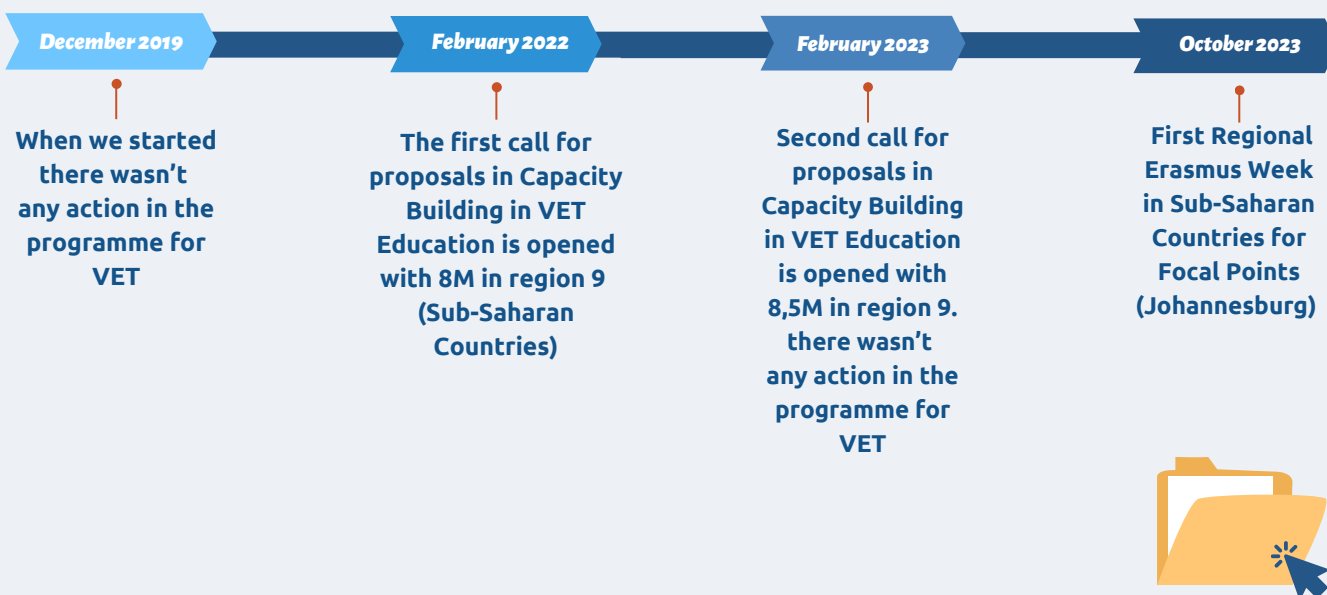 December 2019
When we started
there wasn’t
any action in the
programme for
VET
February 2022
The first call for
proposals in Capacity
Building in VET
Education is opened
with 8M in region 9
(Sub-Saharan
Countries)
February 2023
Second call for
proposals in
Capacity Building
in VET Education
is opened with
8,5M in region 9.
there wasn’t
any action in the
programme for
VET
October 2023
First Regional
Erasmus Week
in Sub-Saharan
Countries for
Focal Points
(Johannesburg)